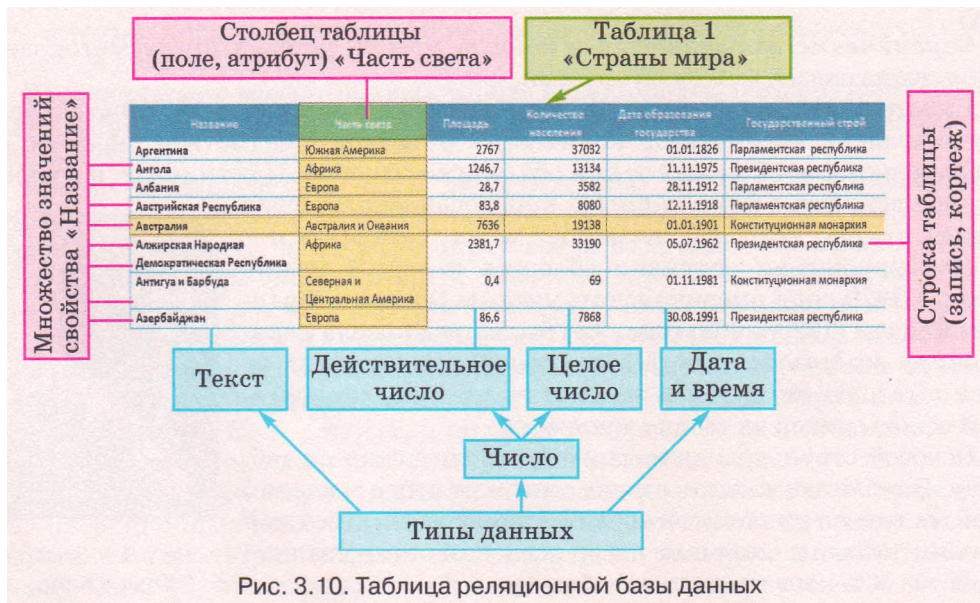 Столбец таблицы
(поле, атрибут) «Часть света»
Таблица 1
«Страны мира»
Множество значений
свойства «Название»
Название Часть света Площадь Количество населения Дата образования государства Государственный строй
Аргентина Южная Америка 2767 37032 01.01.1826 Парламентская республика
Ангола Африка 1246,7 13134 11.11.1975 Президентская республика
Албания Европа 28,7 3582 28.11.1912 Парламентская республика
Австрийская Республика Европа 83,8 8080 12.11.1918 Парламентская республика
Австралия Австралия и Океания 7636 19138 01.01.1901 Конституционная монархия
Алжирская Народная Африка 2381,7 33190 05.07.1962 Президентская республика
Демократическая Республика
Антигуа и Барбуда Северная и 0,4 69 01.11.1981 Конституционная монархия
Центральная Америка
Азербайджан Европа 86,6 7868 30.08.1991 Президентская республика
Строка таблицы
(запись, кортеж)
Текст
Действительное
число
Целое
число
Дата
и время
Число
Типы данных
Рис. 3.10. Таблица реляционной базы данных